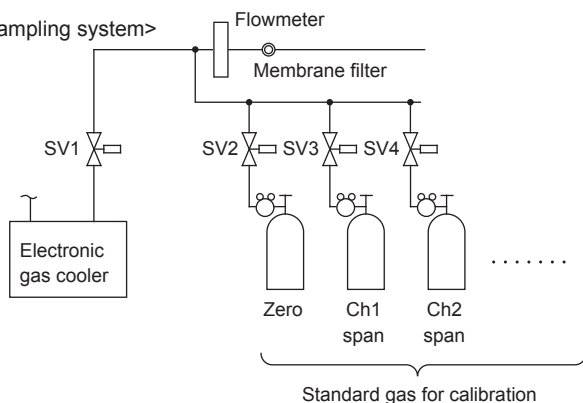 ampling system>
Flowmeter
Membrane filter
SV1
SV2
SV3
SV4
Electronic
gas cooler
Zero
Ch1
span
Ch2
span
.......
Standard gas for calibration